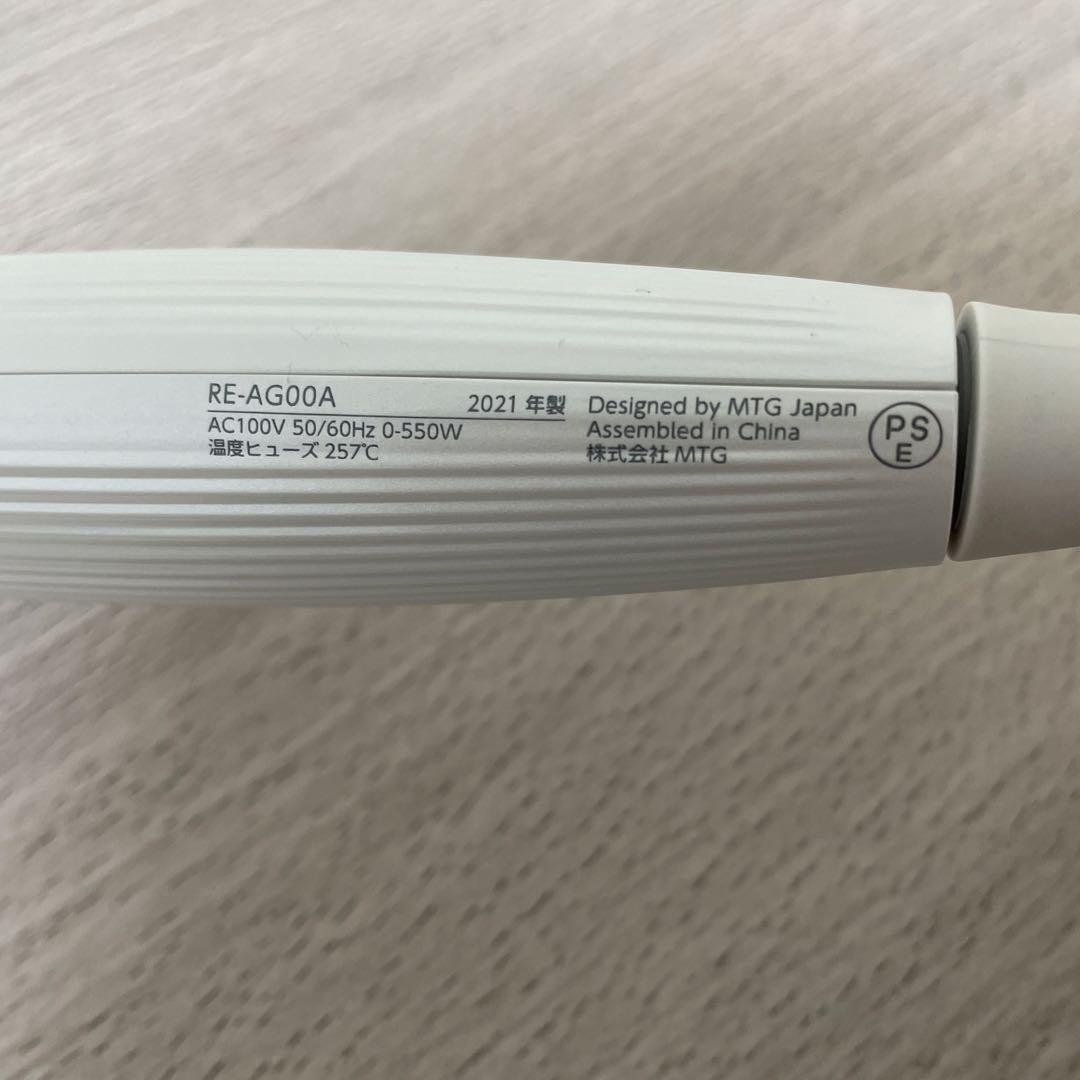 RE-AG00A
AC100V 50/60Hz 0-550W
温度ヒューズ 257℃
2021 年製
Designed by MTG Japan
Assembled in China
株式会社 MTG
PS
E